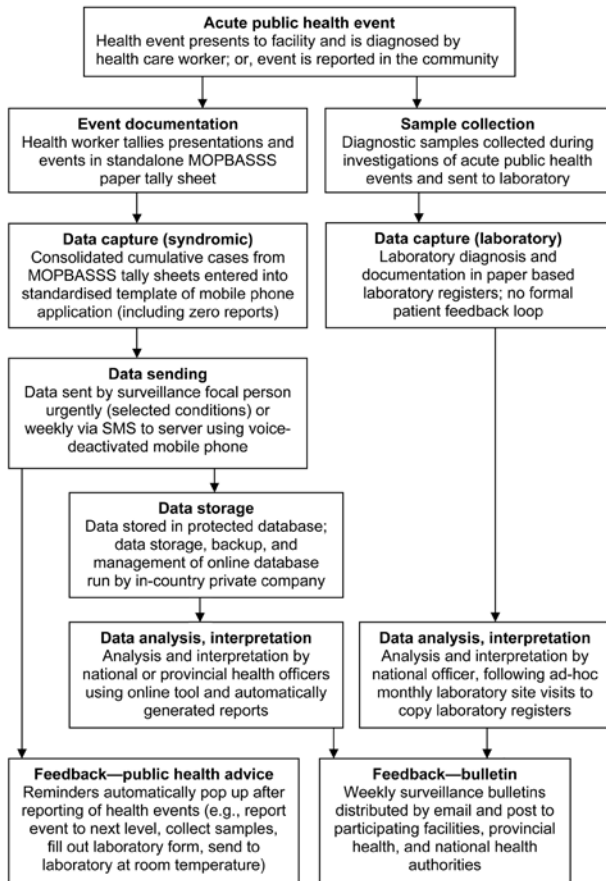 Acute public health event
Health event presents to facility and is diagnosed by
health care worker; or, event is reported in the community
Event documentation
Health worker tallies presentations and
events in standalone MOPBASSS
paper tally sheet
Sample collection
Diagnostic samples collected during
investigations of acute public health
events and sent to laboratory
Data capture (syndromic)
Consolidated cumulative cases from
MOPBASSS tally sheets entered into
standardised template of mobile phone
application (including zero reports)
Data capture (laboratory)
Laboratory diagnosis and
documentation in paper based
laboratory registers; no formal
patient feedback loop
Data sending
Data sent by surveillance focal person
urgently (selected conditions) or
weekly via SMS to server using voice-
deactivated mobile phone
Data storage
Data stored in protected database;
data storage, backup, and
management of online database
run by in-country private company
Data analysis, interpretation
Analysis and interpretation by
national or provincial health officers
using online tool and automatically
generated reports
Data analysis, interpretation
Analysis and interpretation by
national officer, following ad-hoc
monthly laboratory site visits to
copy laboratory registers
Feedback—public health advice
Reminders automatically pop up after
reporting of health events (e.g., report
event to next level, collect samples,
fill out laboratory form, send to
laboratory at room temperature)
Feedback—bulletin
Weekly surveillance bulletins
distributed by email and post to
participating facilities, provincial
health, and national health
authorities